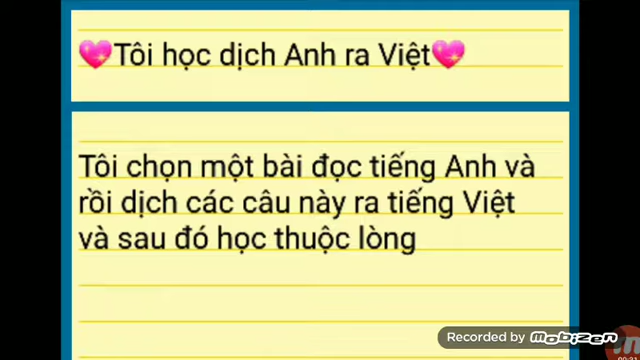 💖Tôi học dịch Anh ra Việt💖
Tôi chọn một bài đọc tiếng Anh và
rồi dịch các câu này ra tiếng Việt
và sau đó học thuộc lòng
Recorded by mobizen